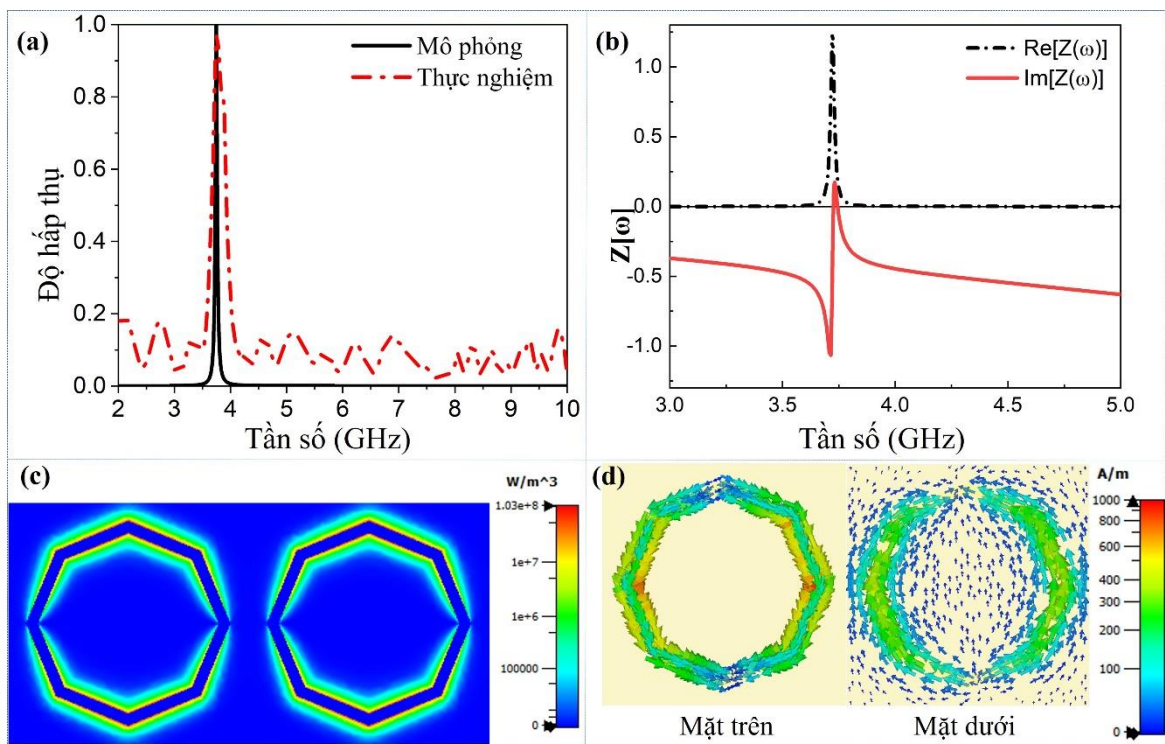 (a)
1.0
0.8
0.6
0.4
0.2
0.0
Độ hấp thụ
Mô phỏng
Thực nghiệm
2 3 4 5 6 7 8 9 10
Tần số (GHz)
(b)
1.0
0.5
0.0
-0.5
-1.0
Z[ω]
Re[Z(ω)]
Im[Z(ω)]
3.0 3.5 4.0 4.5 5.0
Tần số (GHz)
(c)
W/m^3
1.03e+8
1e+7
1e+6
100000
0
(d)
A/m
1000
800
600
500
400
300
200
100
0
Mặt trên
Mặt dưới